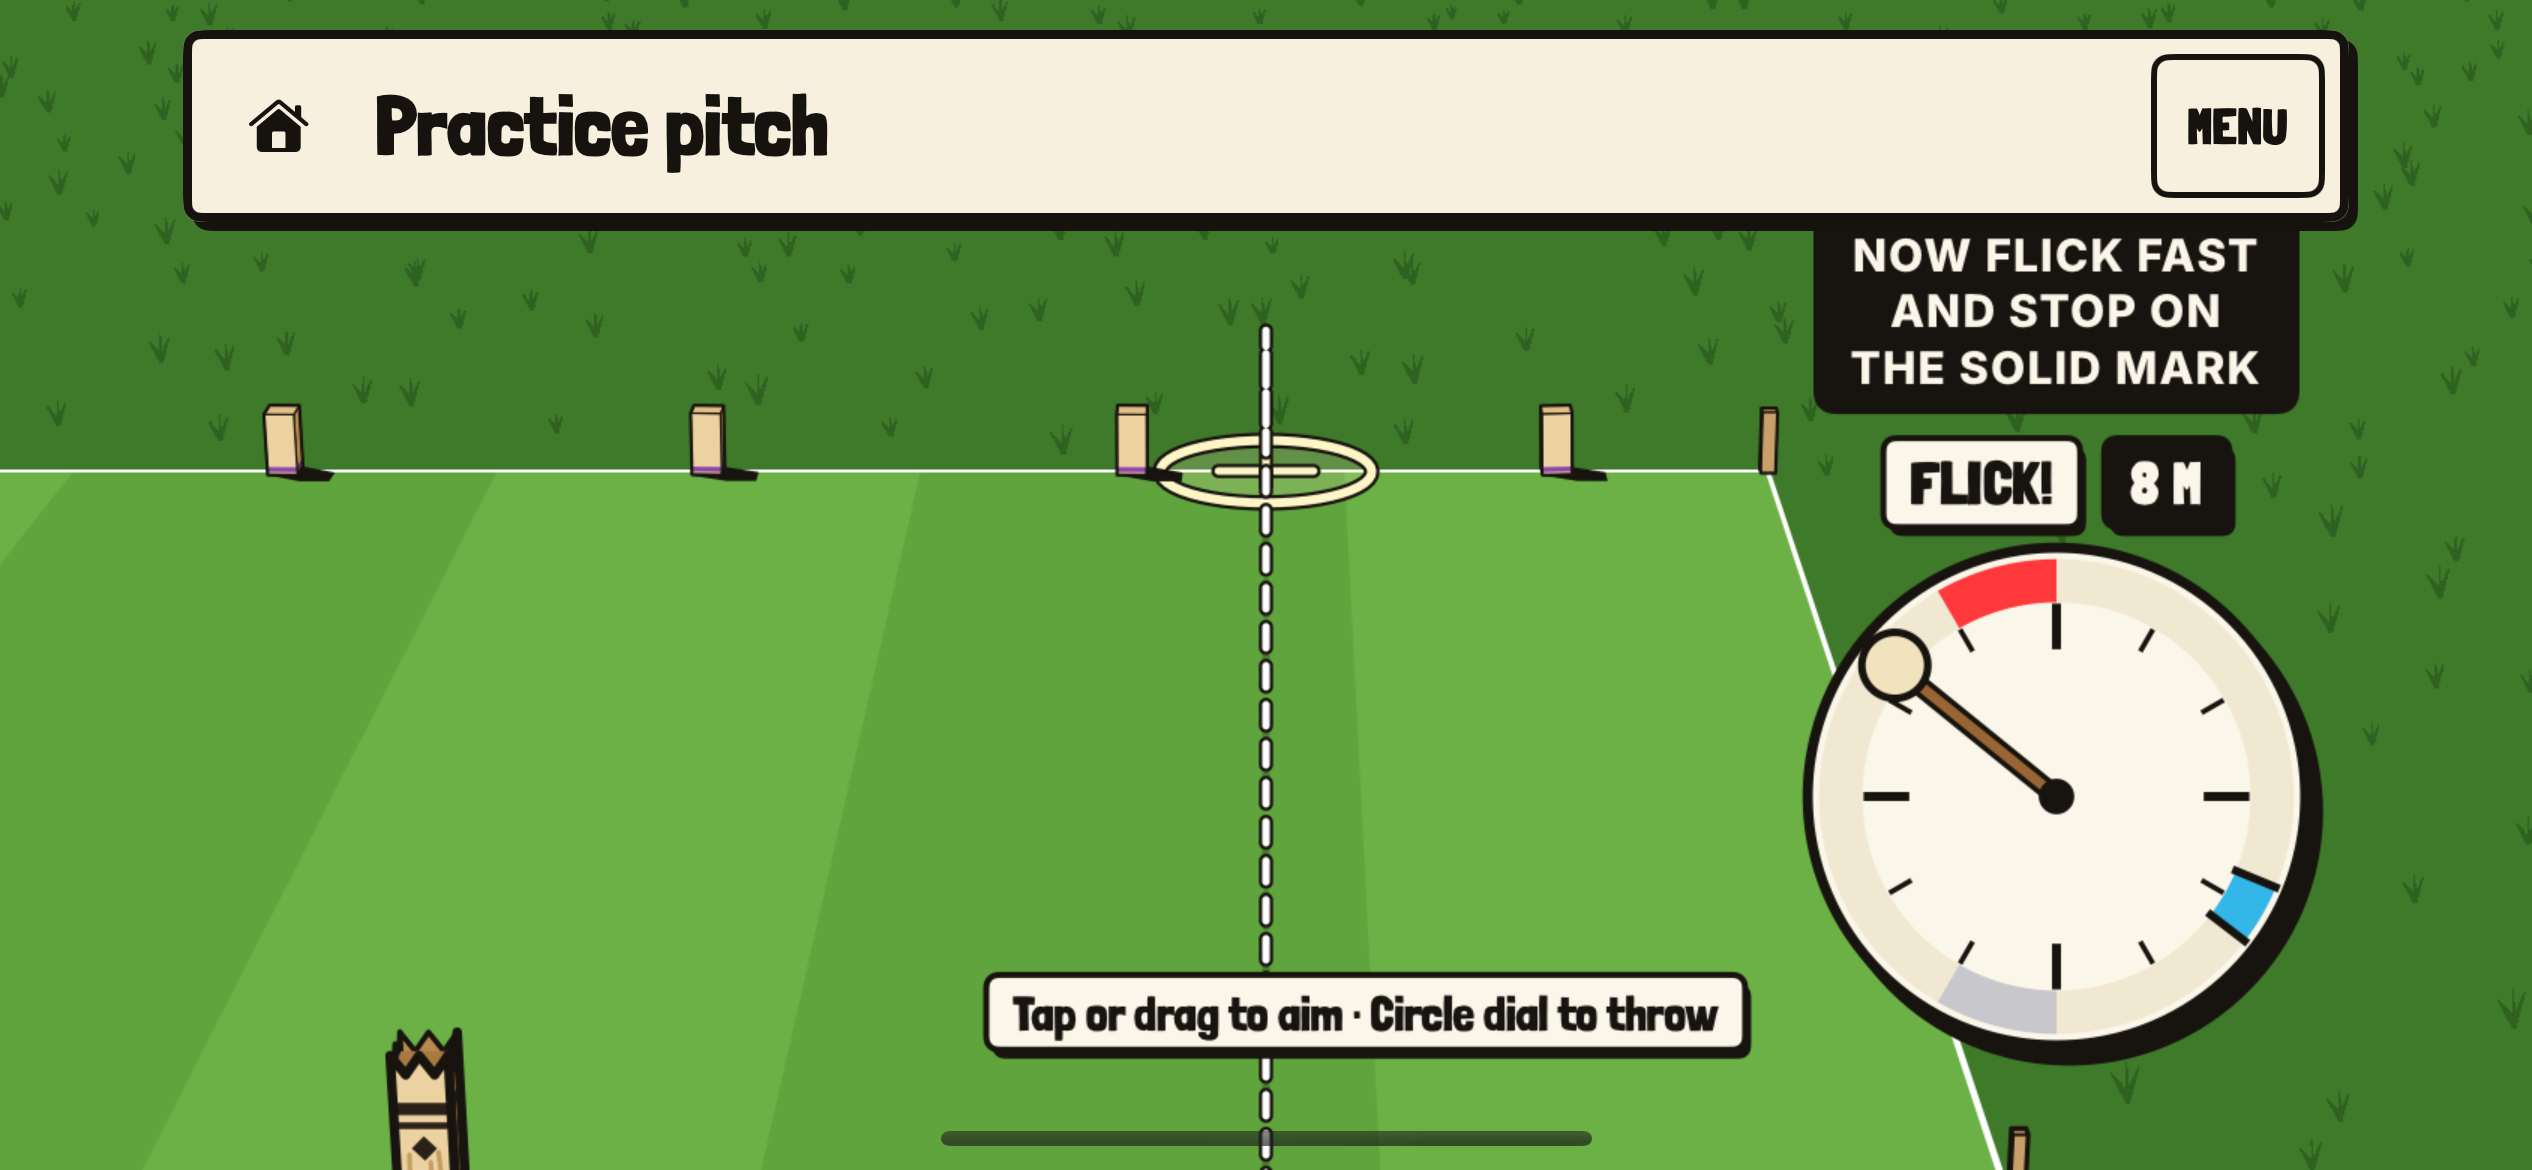 Practice pitch
MENU
NOW FLICK FAST
AND STOP ON
THE SOLID MARK
FLICK!
8 M
Tap or drag to aim · Circle dial to throw